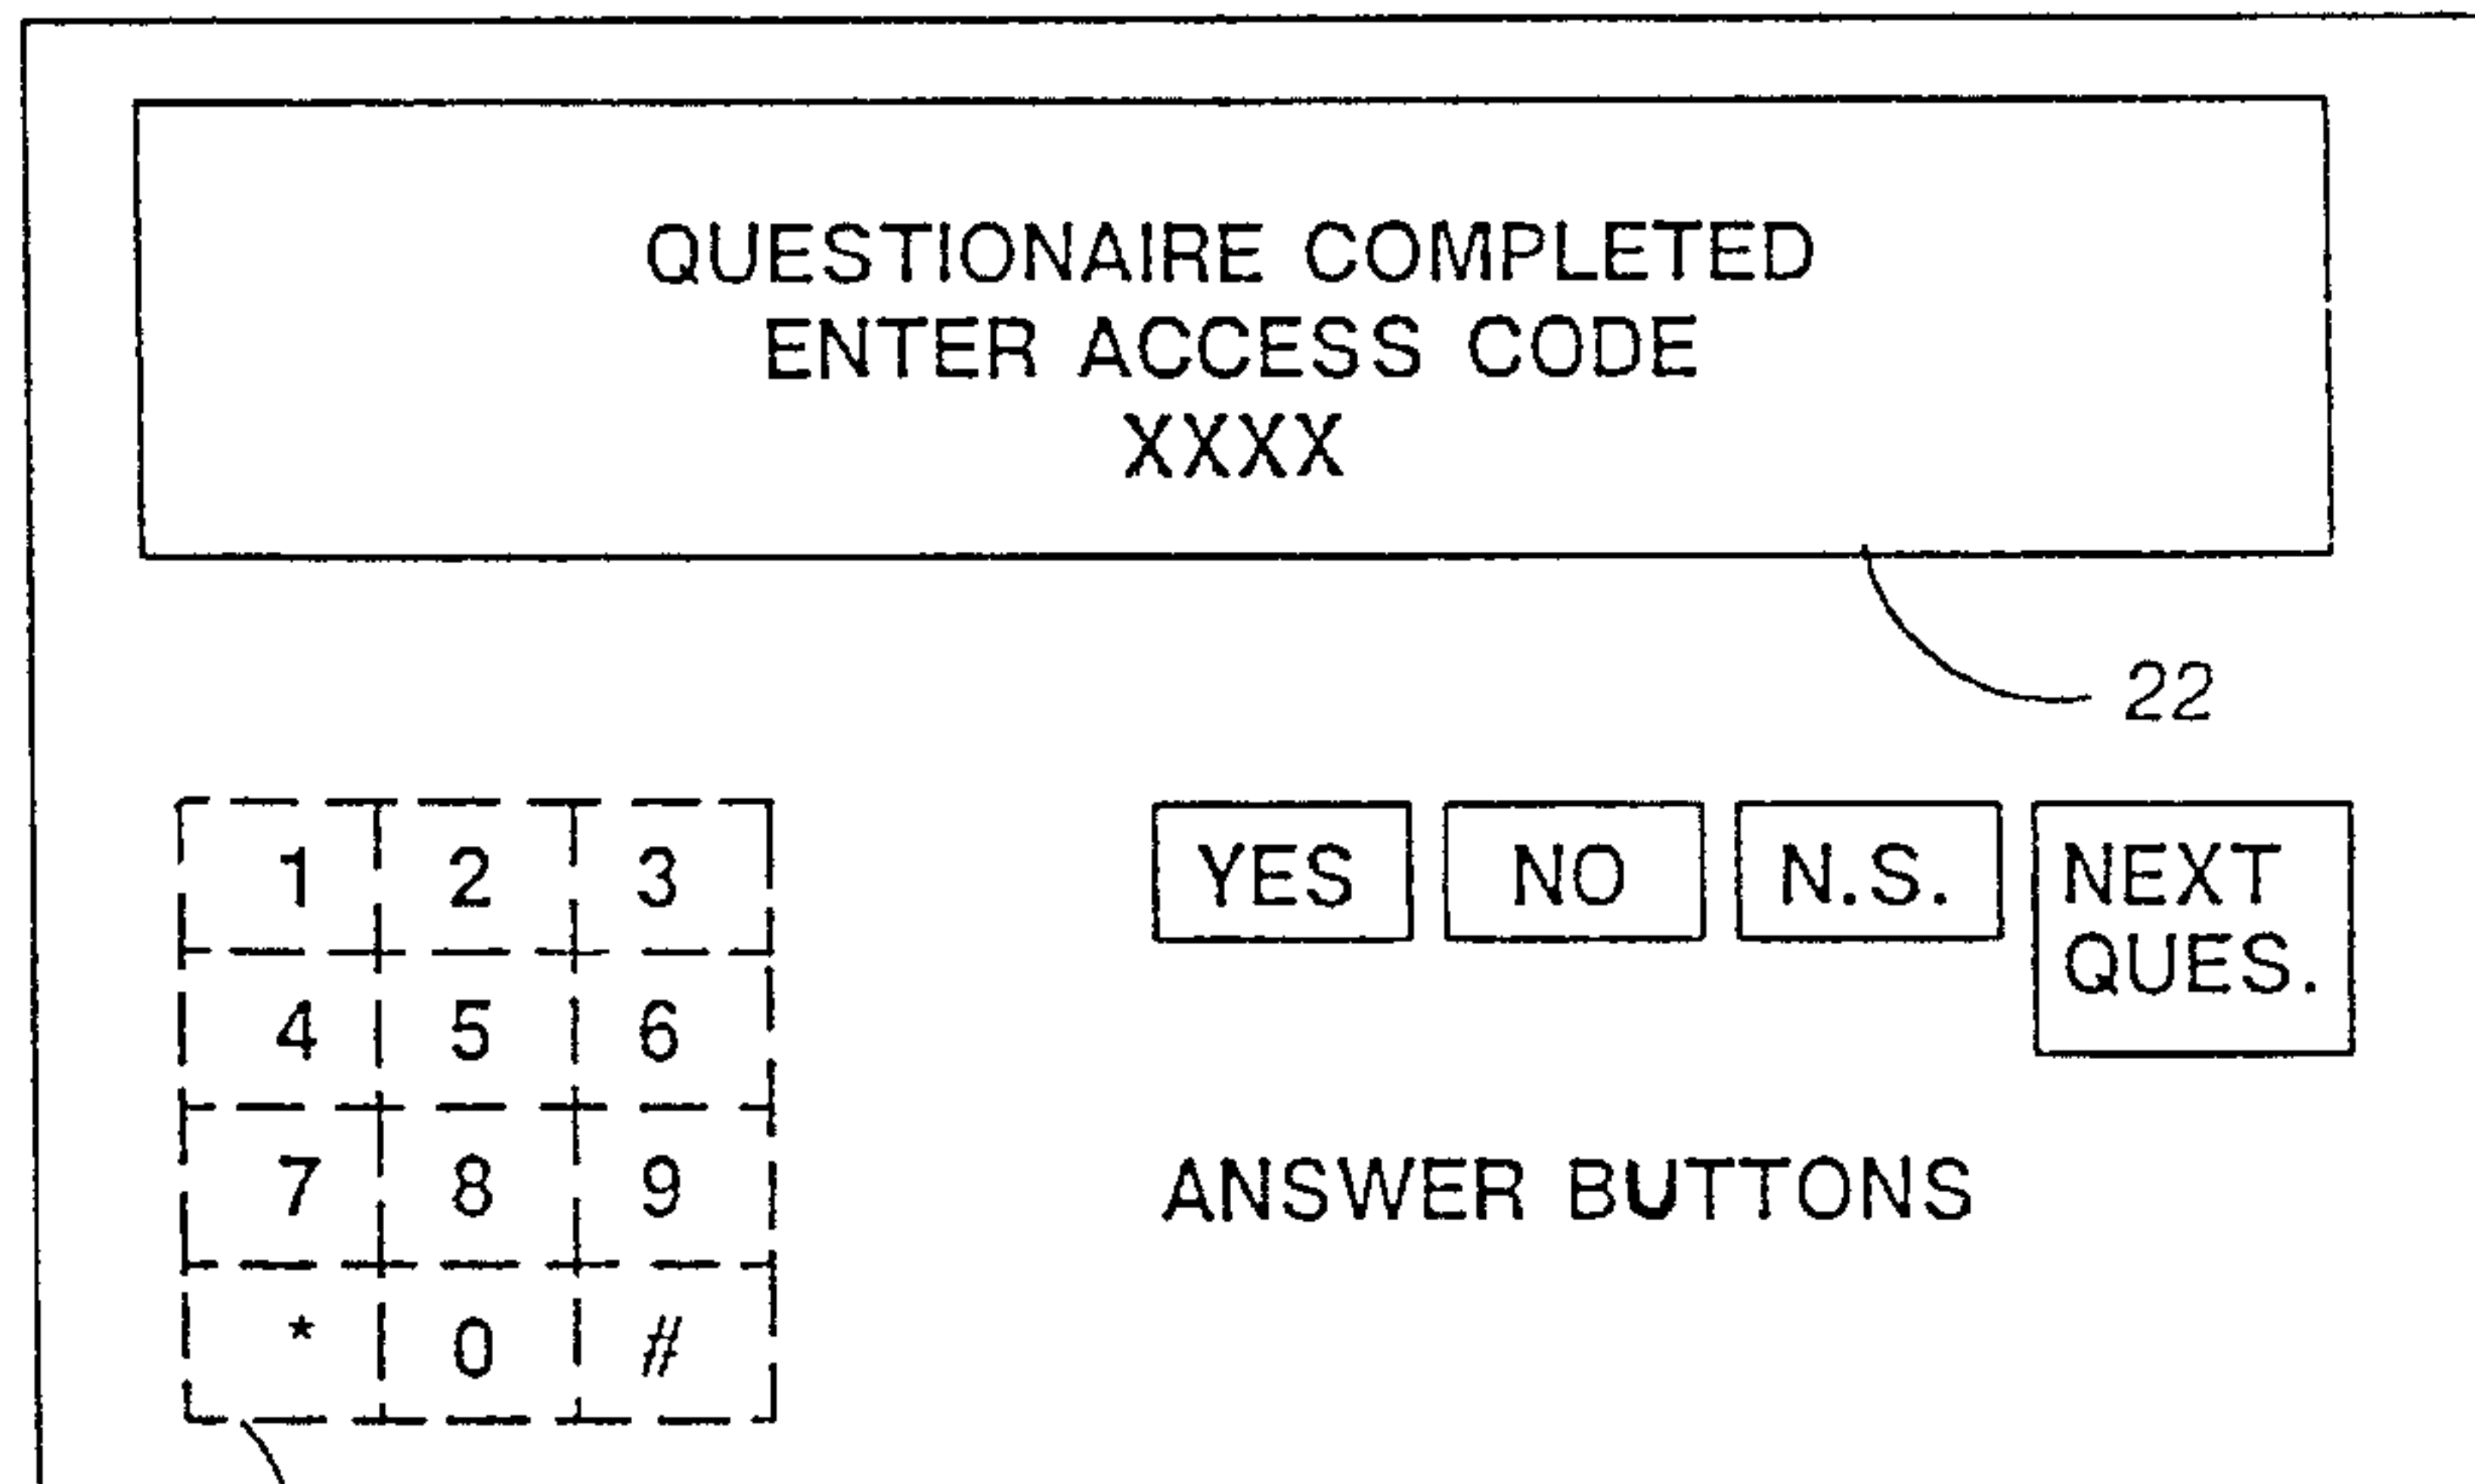 QUESTIONAIRE COMPLETED
ENTER ACCESS CODE
XXXX
22
1 2 3
4 5 6
7 8 9
* 0 #
YES NO N.S. NEXT
QUES.
ANSWER BUTTONS